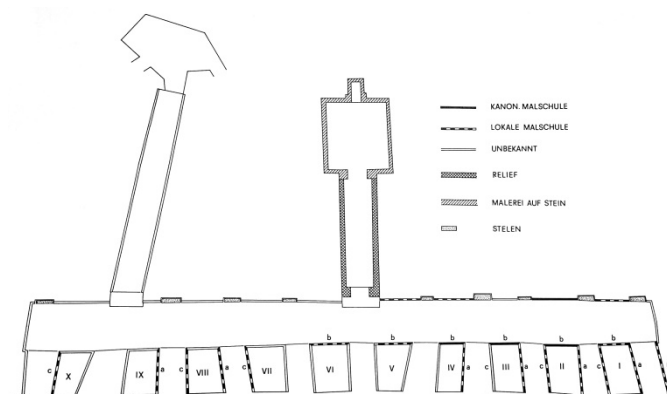 KANON. MALSCHULE
LOKALE MALSCHULE
UNBEKANNT
RELIEF
MALEREI AUF STEIN
STELEN
b b b b b b
c X IX a c VIII a c VII VI V IV a c III a c II a c I a